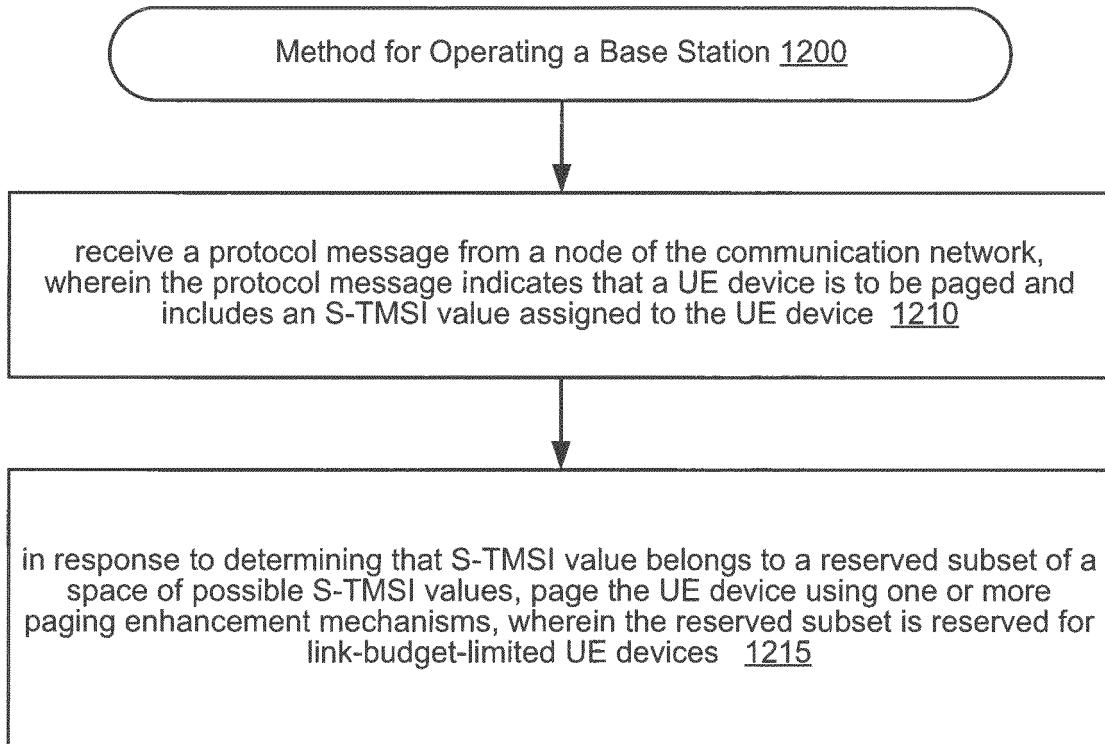 Method for Operating a Base Station 1200
receive a protocol message from a node of the communication network,
wherein the protocol message indicates that a UE device is to be paged and
includes an S-TMSI value assigned to the UE device 1210
in response to determining that S-TMSI value belongs to a reserved subset of a
space of possible S-TMSI values, page the UE device using one or more
paging enhancement mechanisms, wherein the reserved subset is reserved for
link-budget-limited UE devices 1215